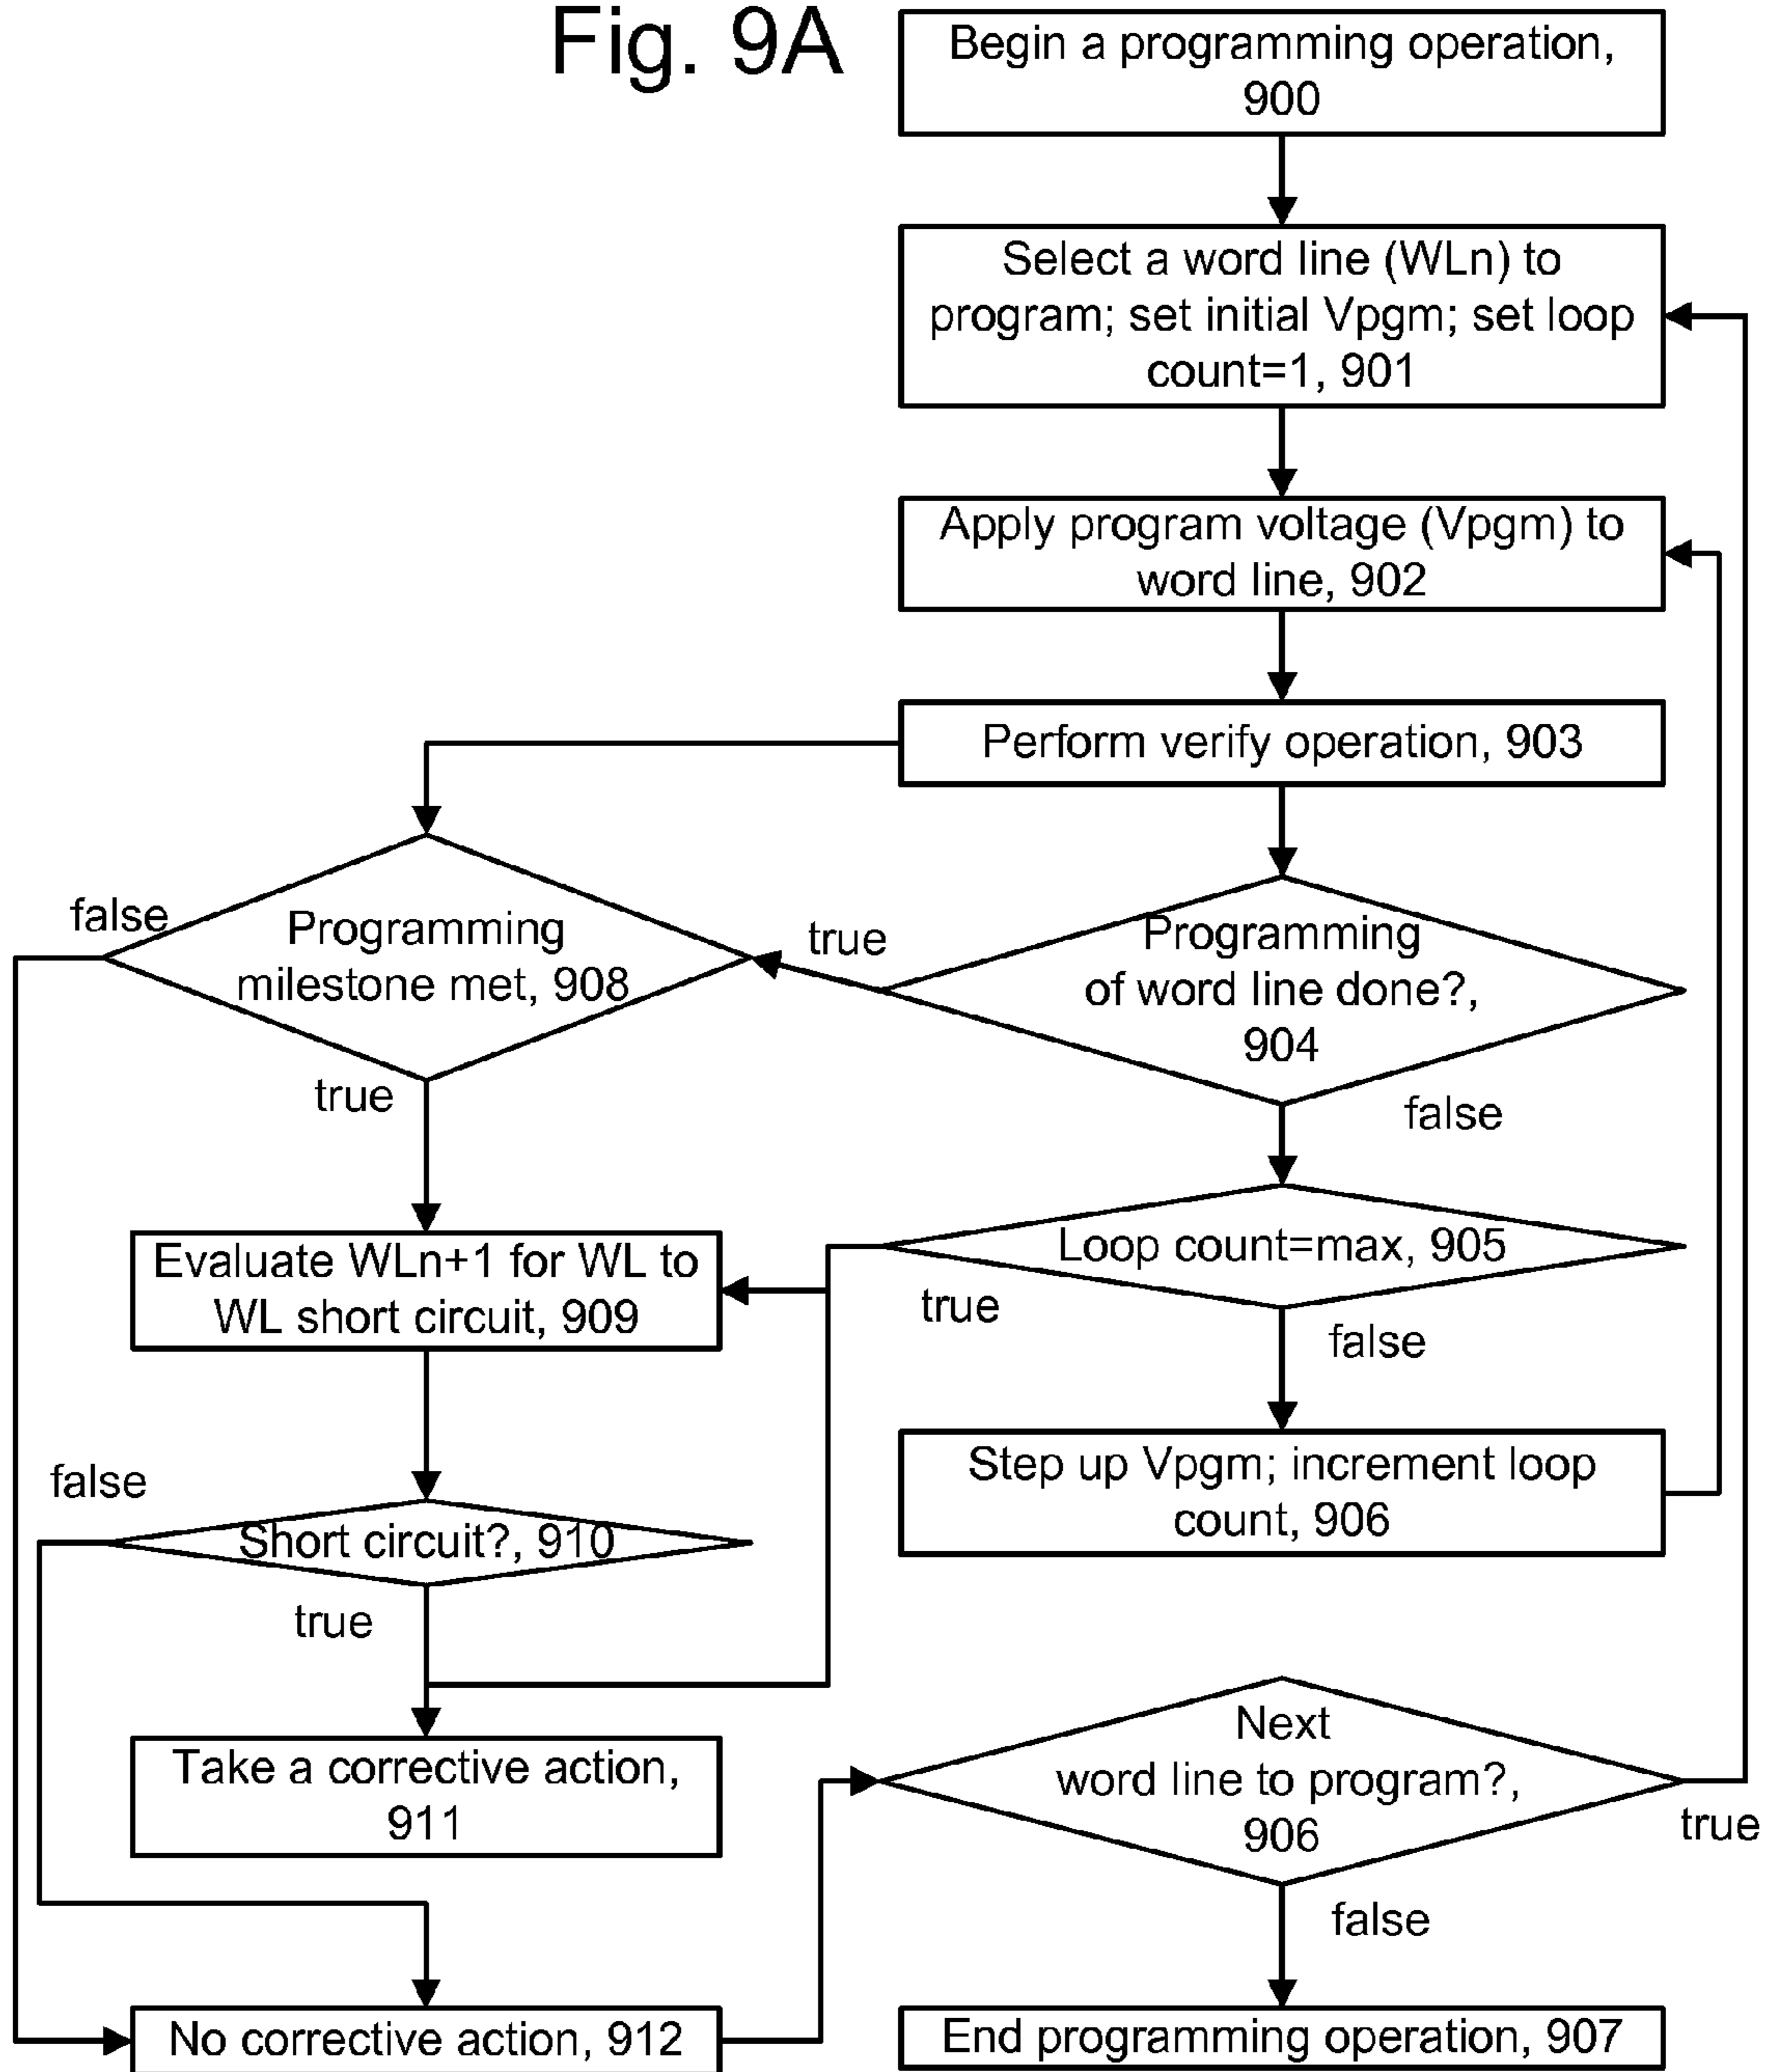 Fig. 9A
Begin a programming operation,
900
Select a word line (WLn) to
program; set initial Vpgm; set loop
count=1, 901
Apply program voltage (Vpgm) to
word line, 902
Perform verify operation, 903
false
Programming
milestone met, 908
true
true
Programming
of word line done?,
904
false
Evaluate WLn+1 for WL to
WL short circuit, 909
Loop count=max, 905
true
false
Step up Vpgm; increment loop
count, 906
false
Short circuit?, 910
true
Take a corrective action,
911
Next
word line to program?,
906
true
false
No corrective action, 912
End programming operation, 907